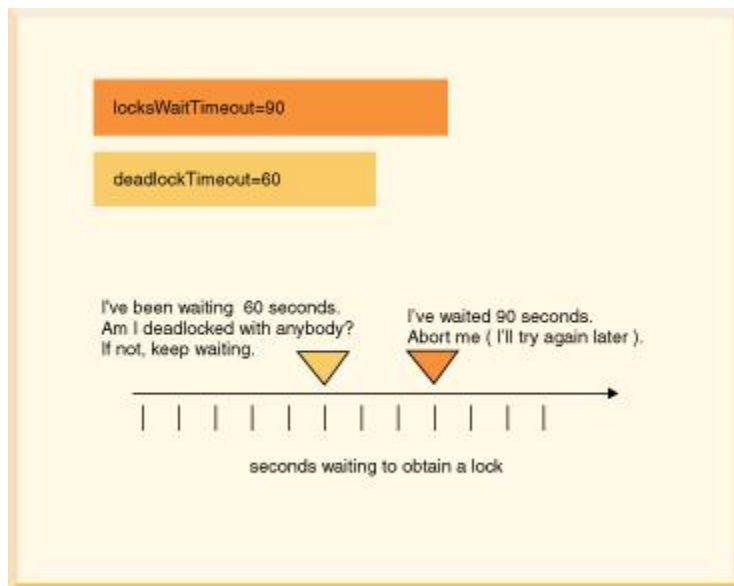 locksWaitTimeout=90
deadlockTimeout=60
I've been waiting 60 seconds.
Am I deadlocked with anybody?
If not, keep waiting.
I've waited 90 seconds.
Abort me ( I'll try again later ).
seconds waiting to obtain a lock